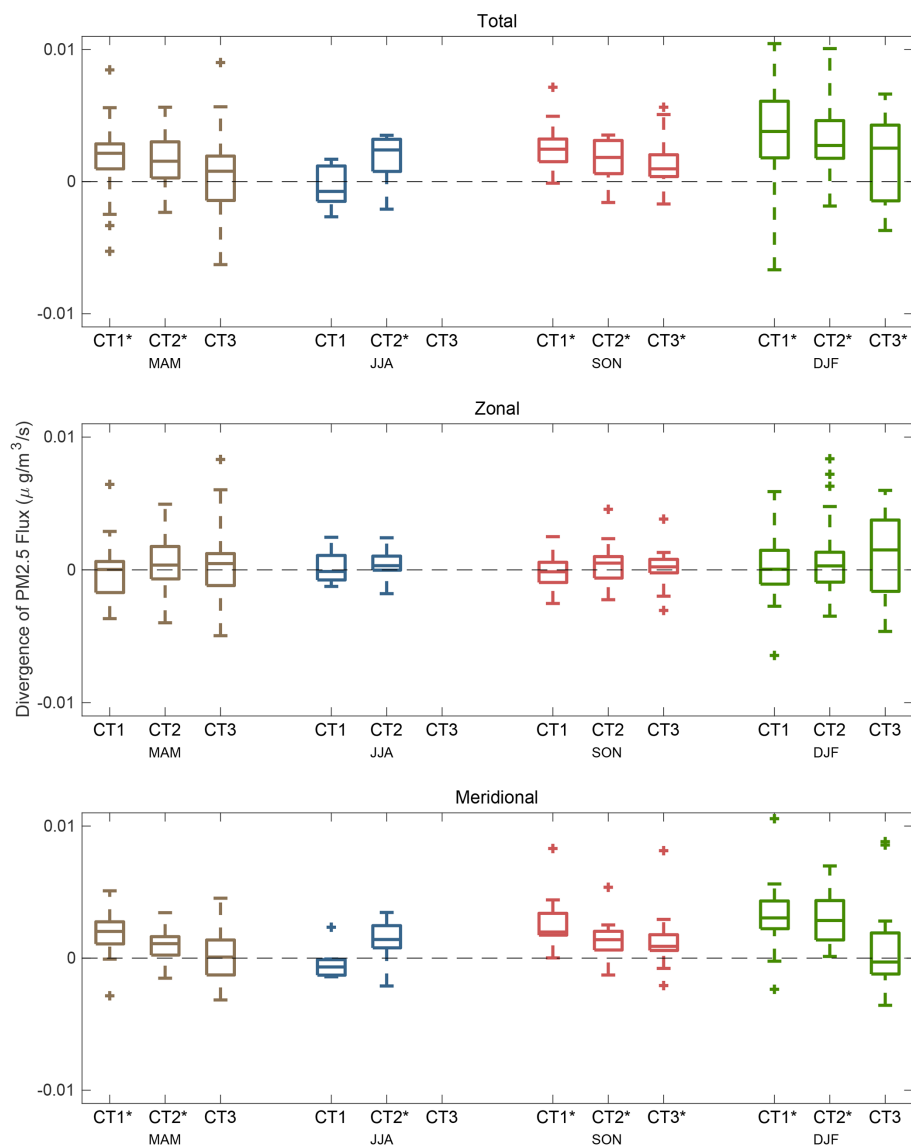 Total
0.01
0
-0.01
CT1* CT2* CT3 CT1 CT2* CT3 CT1* CT2* CT3* CT1* CT2* CT3*
MAM JJA SON DJF
Zonal
Divergence of PM2.5 Flux (μ g/m³/s)
0.01
0
-0.01
CT1 CT2 CT3 CT1 CT2 CT3 CT1 CT2 CT3 CT1 CT2 CT3
MAM JJA SON DJF
Meridional
0.01
0
-0.01
CT1* CT2* CT3 CT1 CT2* CT3 CT1* CT2* CT3* CT1* CT2* CT3
MAM JJA SON DJF